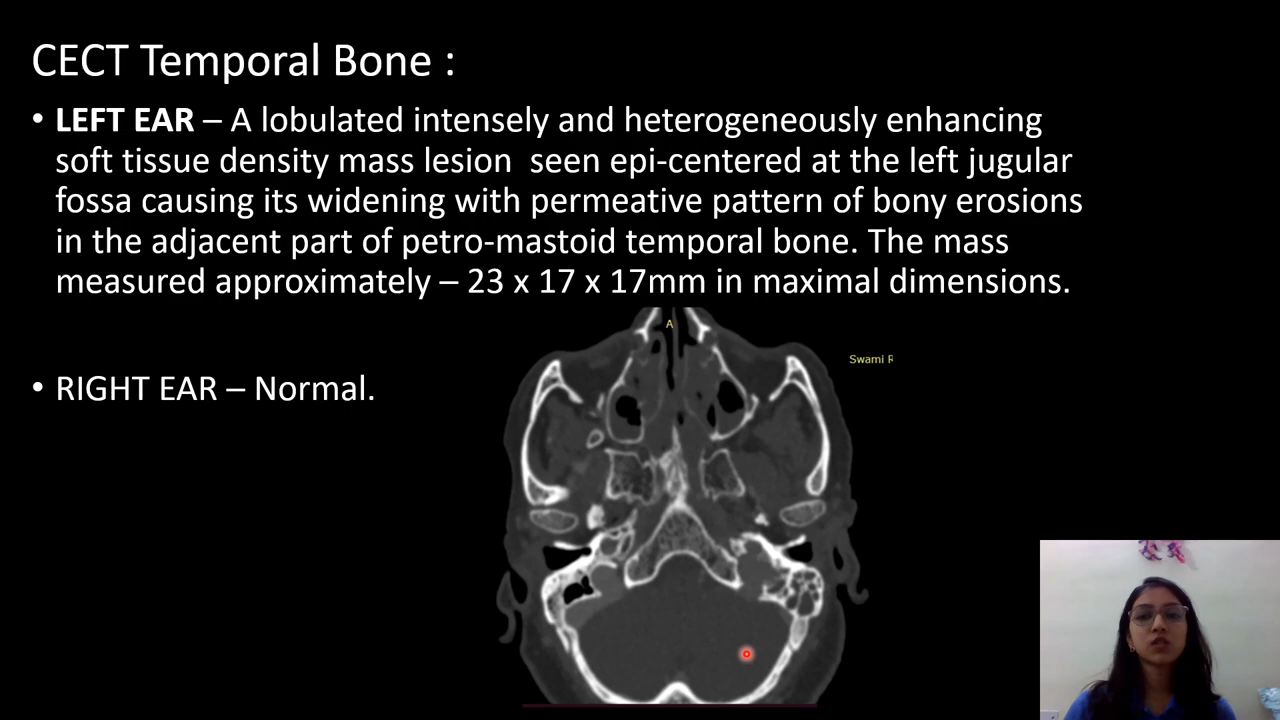 CECT Temporal Bone :
• LEFT EAR – A lobulated intensely and heterogeneously enhancing
soft tissue density mass lesion seen epi-centered at the left jugular
fossa causing its widening with permeative pattern of bony erosions
in the adjacent part of petro-mastoid temporal bone. The mass
measured approximately – 23 x 17 x 17mm in maximal dimensions.
A
Swami R
• RIGHT EAR – Normal.